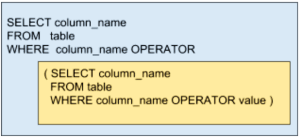 SELECT column_name
FROM table
WHERE column_name OPERATOR
( SELECT column_name
FROM table
WHERE column_name OPERATOR value )